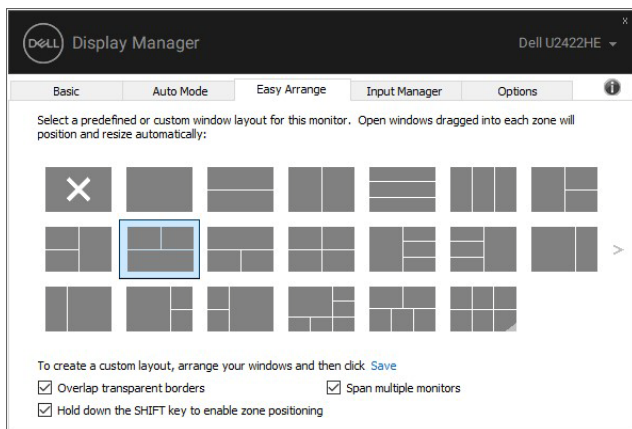 x
DELL Display Manager Dell U2422HE
Basic Auto Mode Easy Arrange Input Manager Options i
Select a predefined or custom window layout for this monitor. Open windows dragged into each zone will
position and resize automatically:
>
To create a custom layout, arrange your windows and then click Save
Overlap transparent borders Span multiple monitors
Hold down the SHIFT key to enable zone positioning